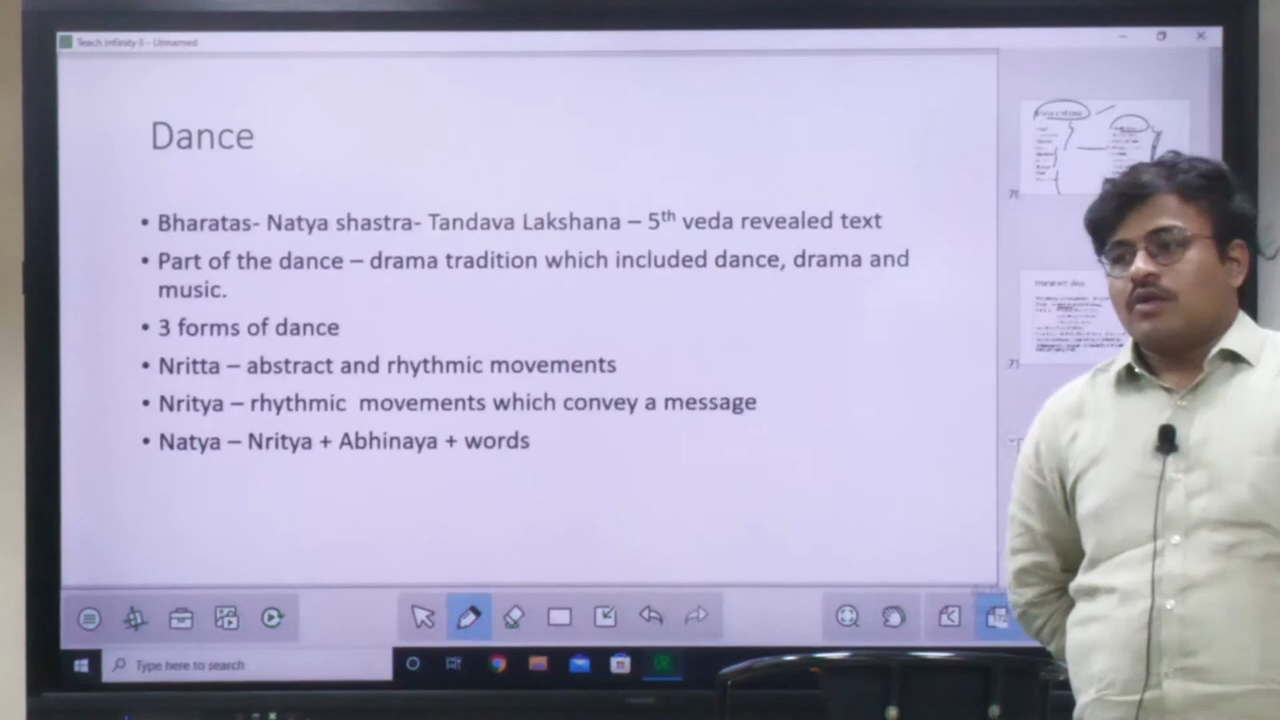 Teach Infinity II - Unnamed
Dance
• Bharatas- Natya shastra- Tandava Lakshana – 5th veda revealed text
• Part of the dance – drama tradition which included dance, drama and
music.
• 3 forms of dance
• Nritta – abstract and rhythmic movements
• Nritya – rhythmic movements which convey a message
• Natya – Nritya + Abhinaya + words
Type here to search